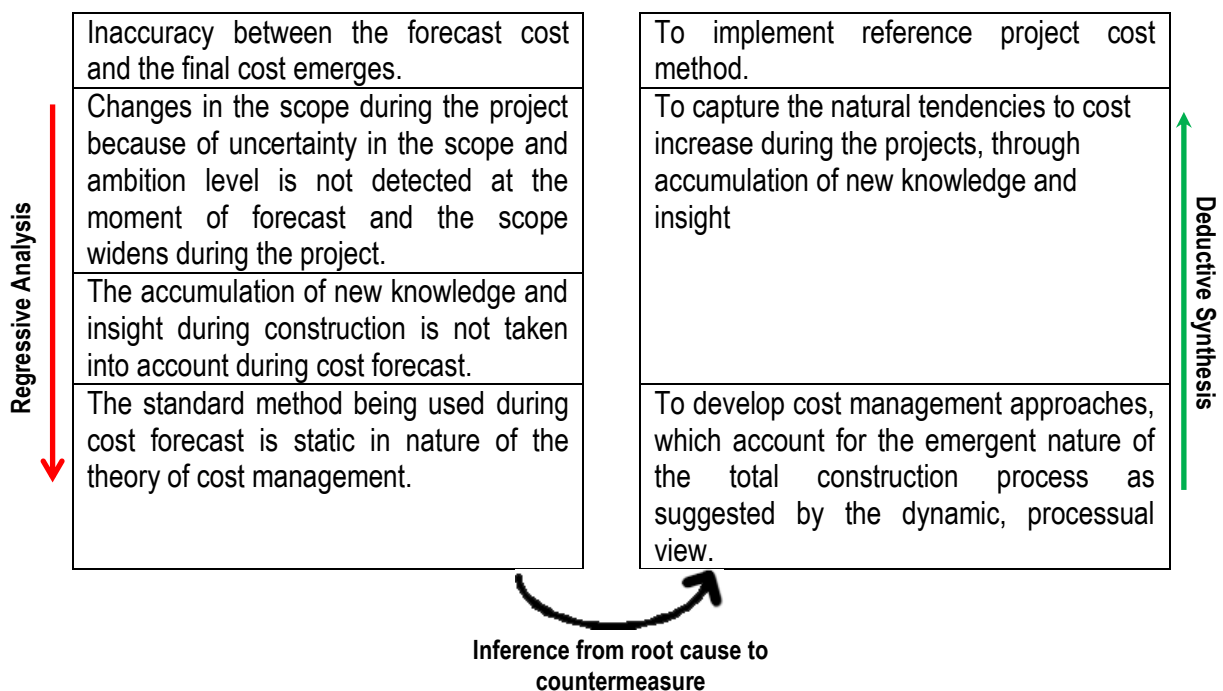 Inaccuracy between the forecast cost
and the final cost emerges.
Changes in the scope during the project
because of uncertainty in the scope and
ambition level is not detected at the
moment of forecast and the scope
widens during the project.
The accumulation of new knowledge and
insight during construction is not taken
into account during cost forecast.
The standard method being used during
cost forecast is static in nature of the
theory of cost management.
Regressive Analysis
To implement reference project cost
method.
To capture the natural tendencies to cost
increase during the projects, through
accumulation of new knowledge and
insight
To develop cost management approaches,
which account for the emergent nature of
the total construction process as
suggested by the dynamic, processual
view.
Deductive Synthesis
Inference from root cause to
countermeasure